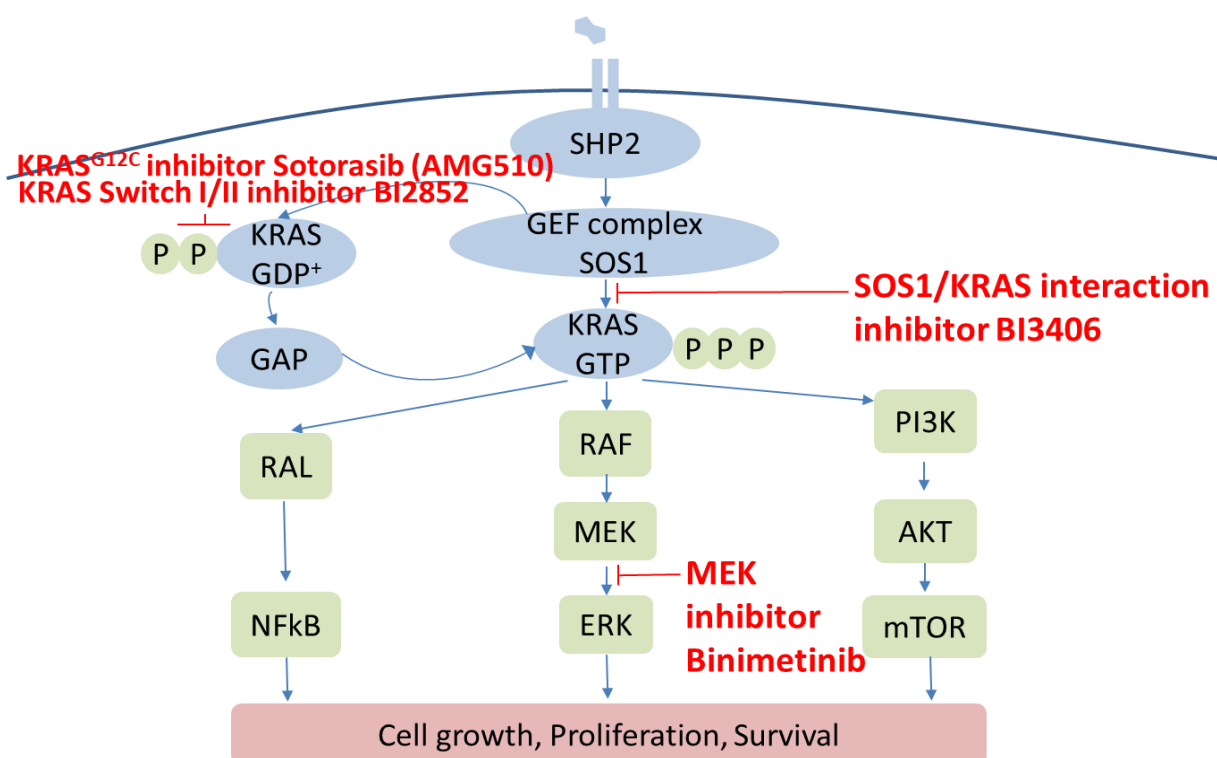 SHP2
KRASG12C inhibitor Sotorasib (AMG510)
KRAS Switch I/II inhibitor BI2852
GEF complex
SOS1
P P
KRAS
GDP+
SOS1/KRAS interaction
inhibitor BI3406
KRAS
GTP
P P P
GAP
RAL
RAF
PI3K
MEK
AKT
MEK
inhibitor
Binimetinib
NFkB
ERK
mTOR
Cell growth, Proliferation, Survival